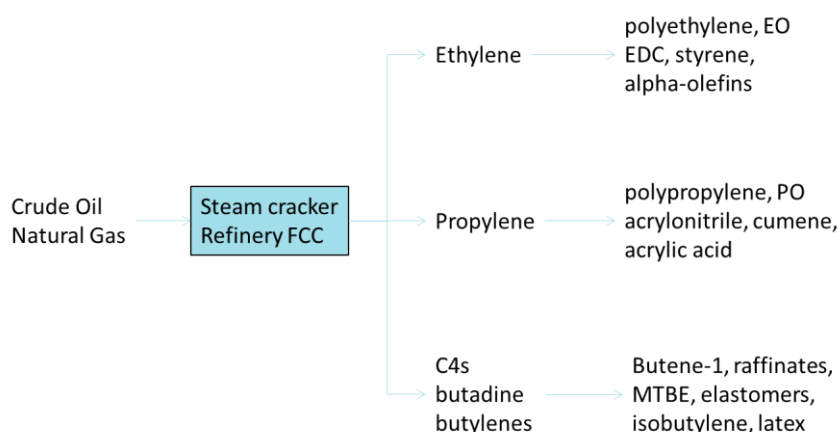 Crude Oil
Natural Gas
Steam cracker
Refinery FCC
Ethylene
polyethylene, EO
EDC, styrene,
alpha-olefins
Propylene
polypropylene, PO
acrylonitrile, cumene,
acrylic acid
C4s
butadine
butylenes
Butene-1, raffinates,
MTBE, elastomers,
isobutylene, latex